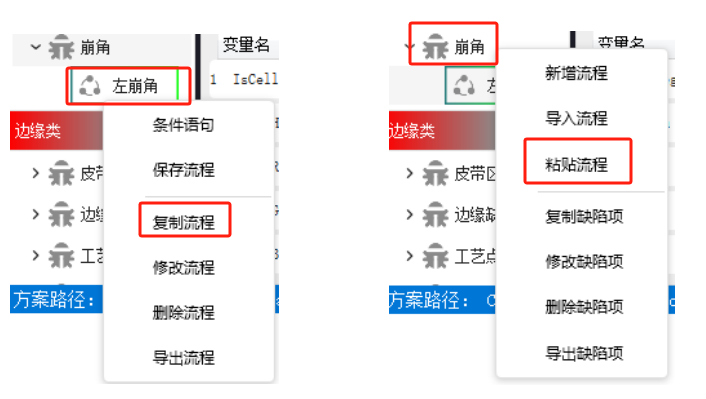 崩角
变量名
左崩角
1 IsCell
条件语句
边缘类
保存流程
皮带
复制流程
边缘
修改流程
工艺
方案路径：
删除流程
导出流程
崩角
变量名
新增流程
导入流程
边缘类
粘贴流程
皮带区
复制缺陷项
边缘缺
修改缺陷项
工艺点
方案路径： C
删除缺陷项
导出缺陷项